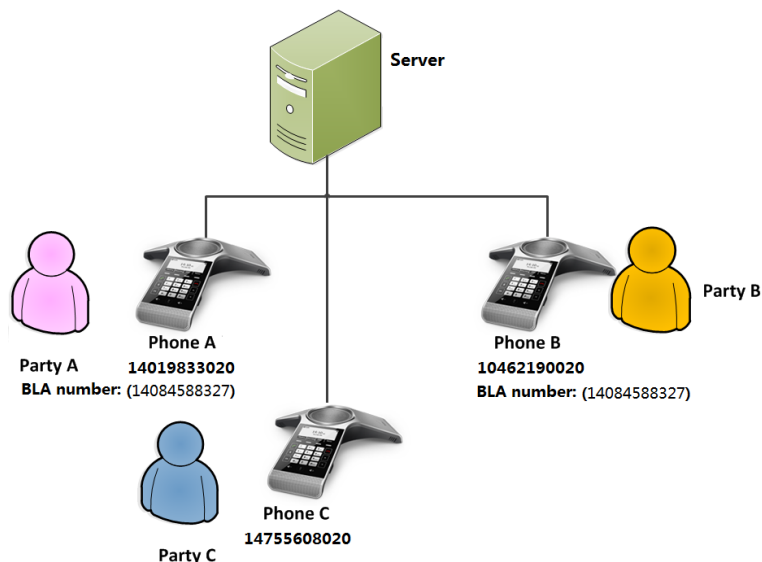 Server
Phone A
14019833020
Party A
BLA number: (14084588327)
Phone B
10462190020
BLA number: (14084588327)
Party B
Phone C
14755608020
Party C